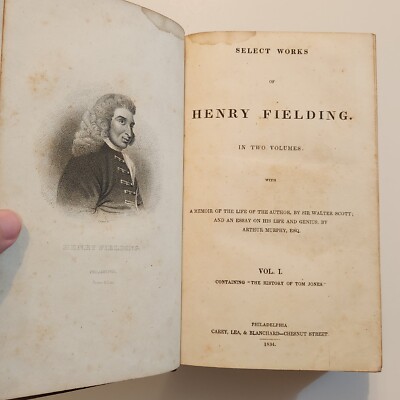 HENRY FIELDING.
SELECT WORKS
OF
HENRY FIELDING.
IN TWO VOLUMES.
WITH
A MEMOIR OF THE LIFE OF THE AUTHOR, BY SIR WALTER SCOTT;
AND AN ESSAY ON HIS LIFE AND GENIUS, BY
ARTHUR MURPHY, ESQ.
VOL. I.
CONTAINING "THE HISTORY OF TOM JONES."
PHILADELPHIA
CAREY, LEA, & BLANCHARD—CHESNUT STREET.
1834.